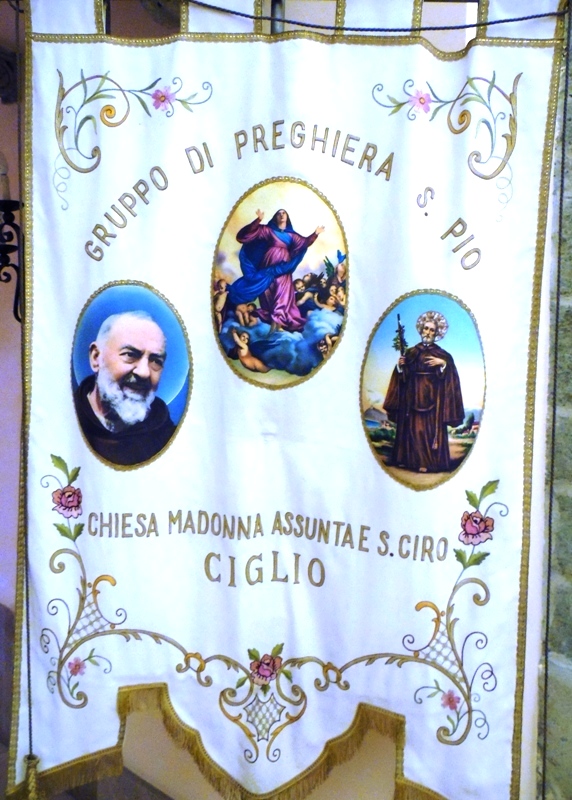 GRUPPO DI PREGHIERA S. PIO
CHIESA MADONNA ASSUNTA E S. CIRO
CIGLIO